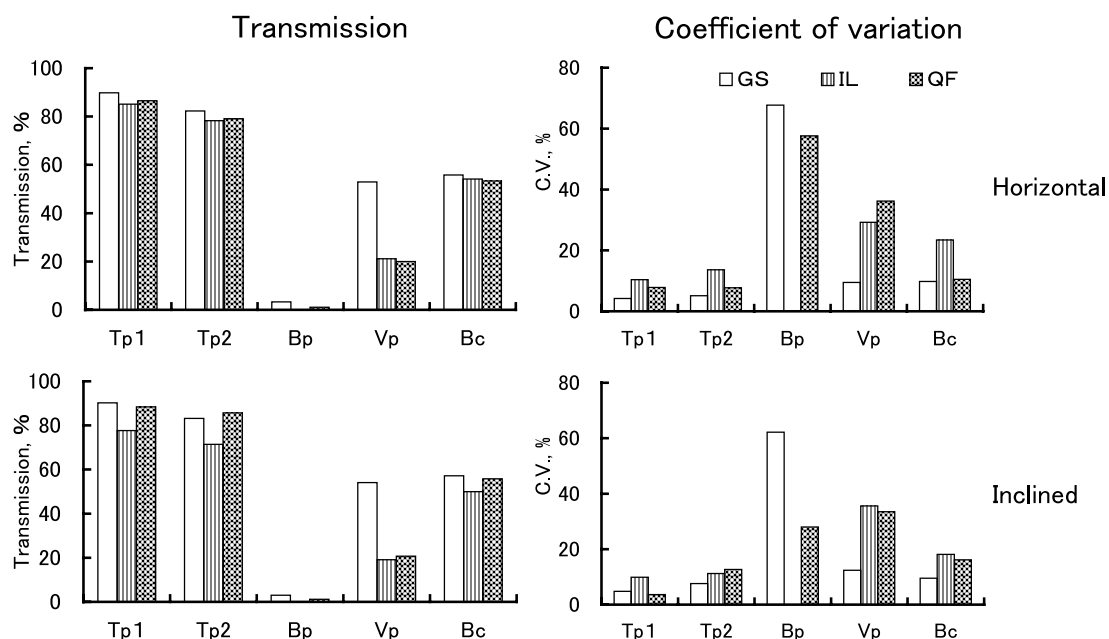 Transmission
Coefficient of variation
100
80
60
40
20
0
Transmission, %
Tp1 Tp2 Bp Vp Bc
80
60
40
20
0
C.V., %
GS IL QF
Tp1 Tp2 Bp Vp Bc
Horizontal
100
80
60
40
20
0
Transmission, %
Tp1 Tp2 Bp Vp Bc
80
60
40
20
0
C.V., %
Tp1 Tp2 Bp Vp Bc
Inclined